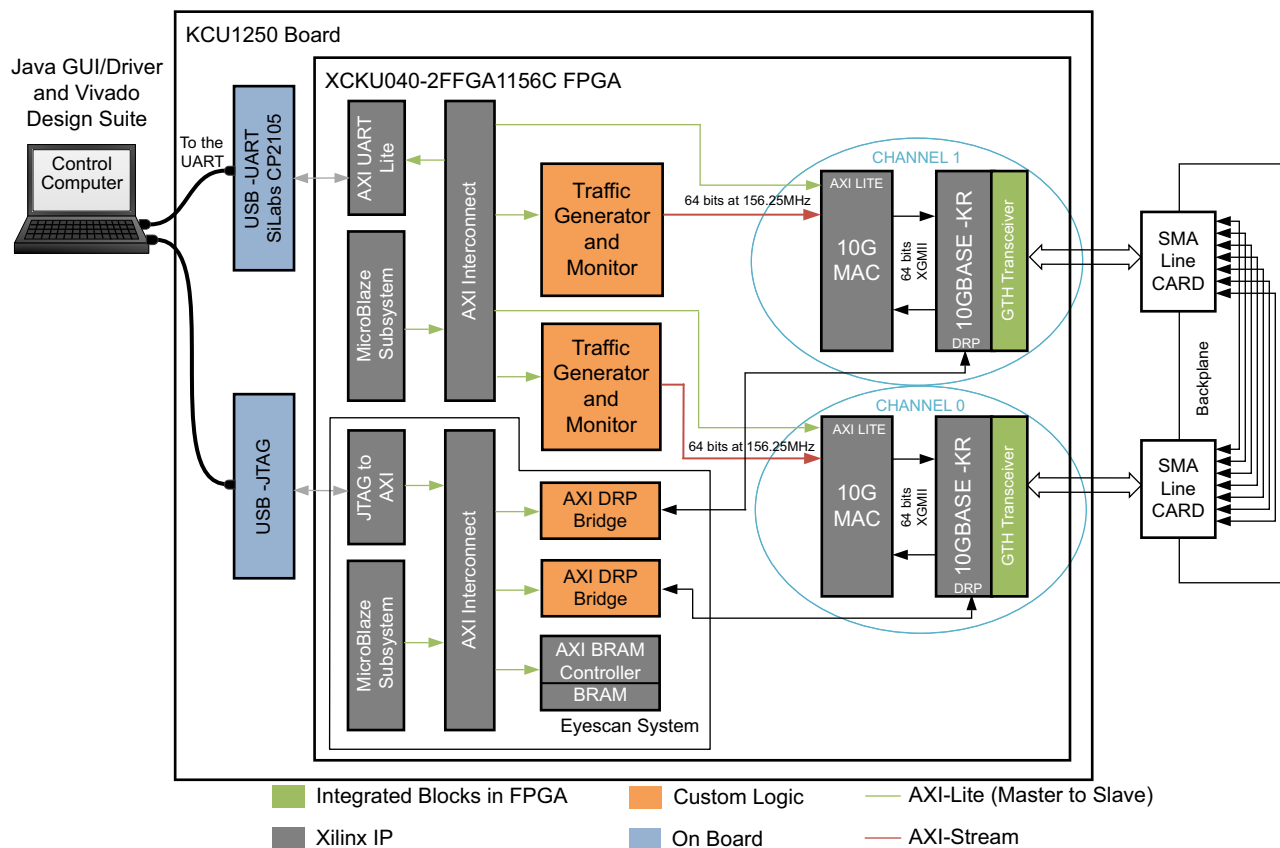 KCU1250 Board
Java GUI/Driver
and Vivado
Design Suite
Control
Computer
To the
UART
USB -UART
SiLabs CP2105
USB -JTAG
XCKU040-2FFGA1156C FPGA
AXI UART
Lite
MicroBlaze
Subsystem
AXI Interconnect
Traffic
Generator
and
Monitor
64 bits at 156.25MHz
Traffic
Generator
and
Monitor
64 bits at 156.25MHz
CHANNEL 1
AXI LITE
10G
MAC
64 bits
XGMII
10GBASE -KR
DRP
GTH Transceiver
CHANNEL 0
AXI LITE
10G
MAC
64 bits
XGMII
10GBASE -KR
DRP
GTH Transceiver
SMA
Line
CARD
Backplane
SMA
Line
CARD
JTAG to
AXI
MicroBlaze
Subsystem
AXI Interconnect
AXI DRP
Bridge
AXI DRP
Bridge
AXI BRAM
Controller
BRAM
Eyescan System
Integrated Blocks in FPGA
Custom Logic
AXI-Lite (Master to Slave)
Xilinx IP
On Board
AXI-Stream